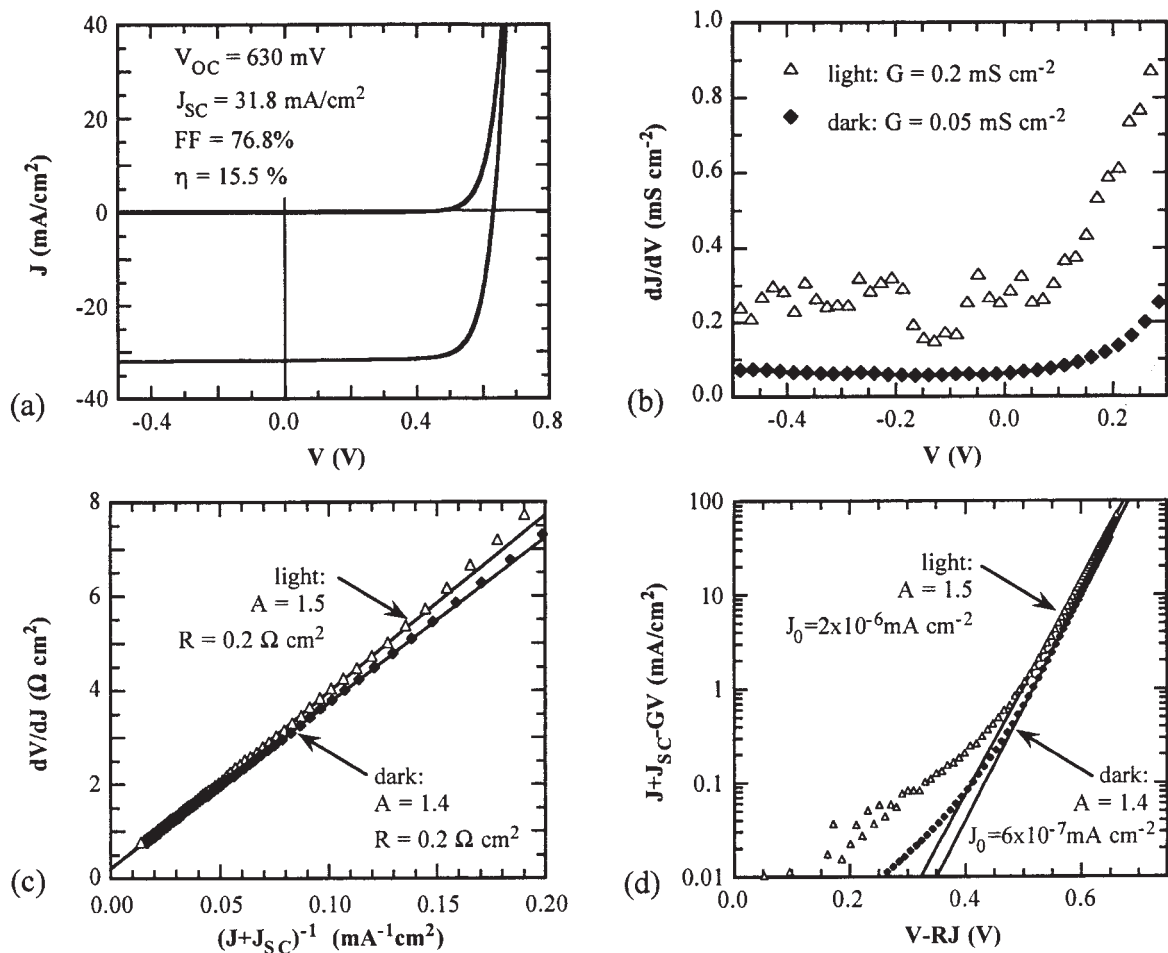 40
V_OC = 630 mV
J_SC = 31.8 mA/cm²
20
FF = 76.8%
η = 15.5 %
0
-20
-40
J (mA/cm²)
-0.4 0.0 0.4 0.8
V (V)
(a)
1.0
light: G = 0.2 mS cm⁻²
0.8
dark: G = 0.05 mS cm⁻²
0.6
0.4
0.2
0.0
dJ/dV (mS cm⁻²)
-0.4 -0.2 0.0 0.2
V (V)
(b)
8
light:
A = 1.5
6
R = 0.2 Ω cm²
4
dark:
2
A = 1.4
R = 0.2 Ω cm²
0
dV/dJ (Ω cm²)
0.00 0.05 0.10 0.15 0.20
(J+J_SC)⁻¹ (mA⁻¹cm²)
(c)
100
light:
A = 1.5
10
J₀=2x10⁻⁶mA cm⁻²
1
dark:
0.1
A = 1.4
J₀=6x10⁻⁷mA cm⁻²
0.01
J+J_SC-GV (mA/cm²)
0.0 0.2 0.4 0.6
V-RJ (V)
(d)